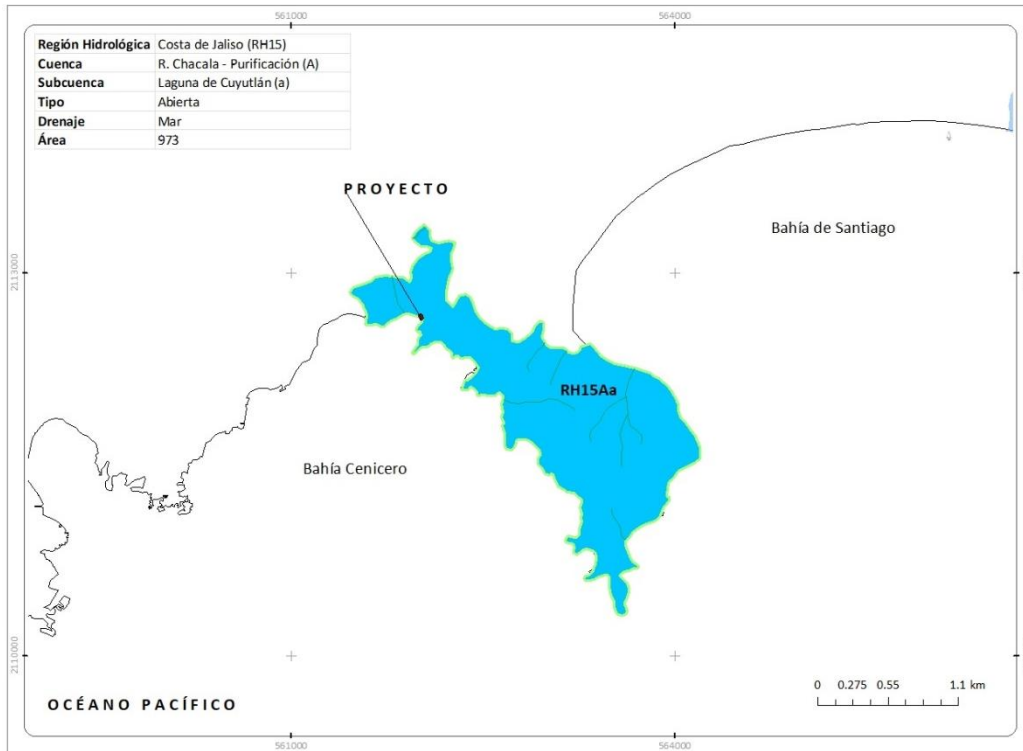 561000 564000
Región Hidrológica Costa de Jaliso (RH15)
Cuenca R. Chacala - Purificación (A)
Subcuenca Laguna de Cuyutlán (a)
Tipo Abierta
Drenaje Mar
Área 973
PROYECTO
Bahía de Santiago
2113000
RH15Aa
Bahía Cenicero
2110000
0 0.275 0.55 1.1 km
OCÉANO PACÍFICO
561000 564000